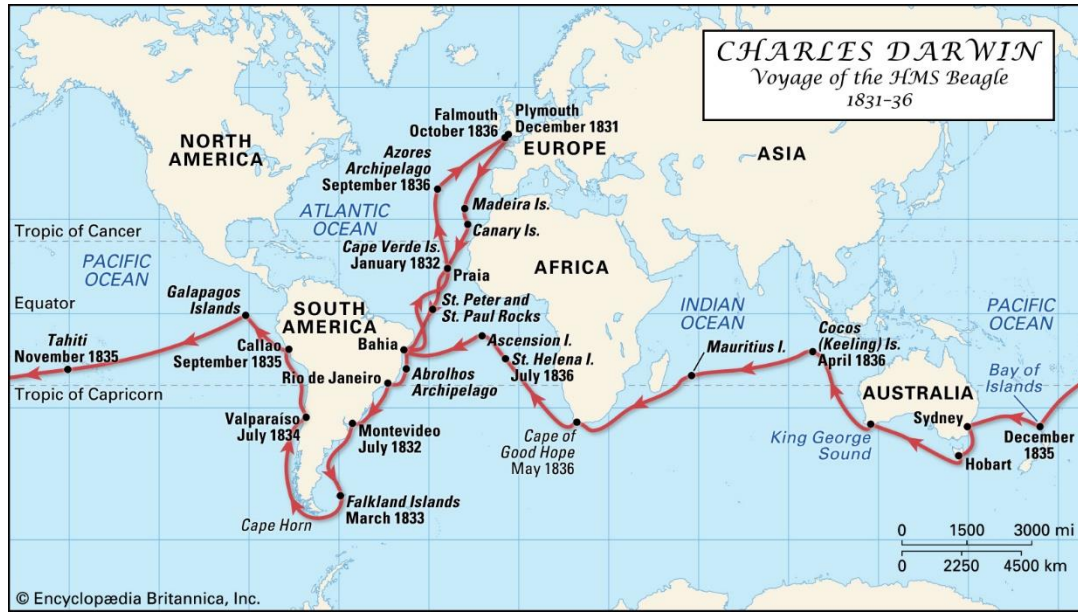 CHARLES DARWIN
Voyage of the HMS Beagle
1831–36
NORTH
AMERICA
Falmouth
October 1836
Plymouth
December 1831
EUROPE
ASIA
Azores
Archipelago
September 1836
ATLANTIC
OCEAN
Madeira Is.
Canary Is.
Tropic of Cancer
Cape Verde Is.
January 1832
Praia
AFRICA
PACIFIC
OCEAN
Equator
Galapagos
Islands
SOUTH
AMERICA
St. Peter and
St. Paul Rocks
INDIAN
OCEAN
PACIFIC
OCEAN
Tahiti
November 1835
Callao
September 1835
Bahia
Ascension I.
St. Helena I.
July 1836
Mauritius I.
Cocos
(Keeling) Is.
April 1836
Rio de Janeiro
Abrolhos
Archipelago
Tropic of Capricorn
AUSTRALIA
Bay of
Islands
Valparaíso
July 1834
Montevideo
July 1832
Cape of
Good Hope
May 1836
King George
Sound
Sydney
December
1835
Hobart
Falkland Islands
March 1833
Cape Horn
0 1500 3000 mi
0 2250 4500 km
© Encyclopædia Britannica, Inc.